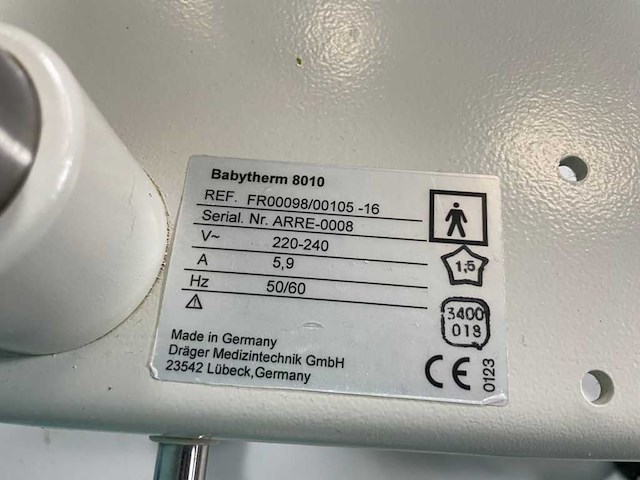 Babytherm 8010
REF. FR00098/00105 -16
Serial. Nr. ARRE-0008
V~ 220-240
A 5,9
Hz 50/60
1,5
3400
018
Made in Germany
Dräger Medizintechnik GmbH
23542 Lübeck,Germany
CE 0123